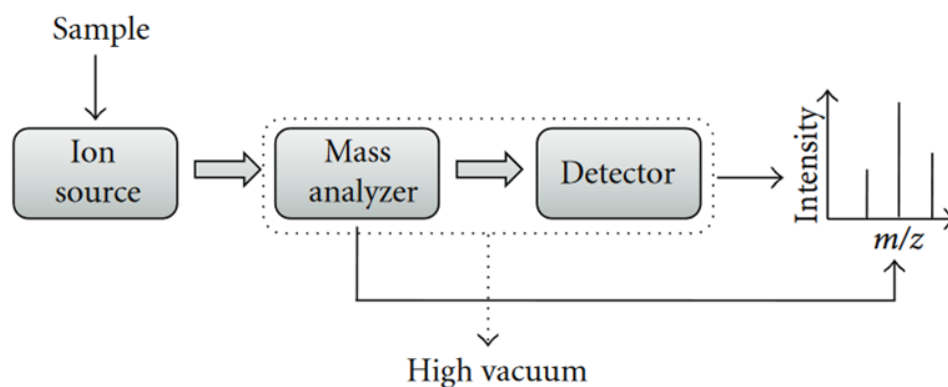 Sample
Ion
source
Mass
analyzer
Detector
Intensity
m/z
High vacuum